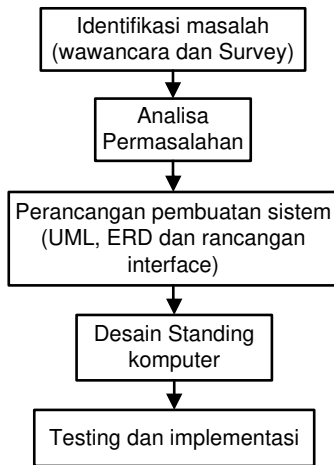 Identifikasi masalah
(wawancara dan Survey)
Analisa
Permasalahan
Perancangan pembuatan sistem
(UML, ERD dan rancangan
interface)
Desain Standing
komputer
Testing dan implementasi